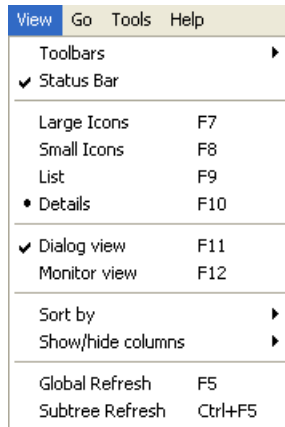 View Go Tools Help
Toolbars
Status Bar
Large Icons F7
Small Icons F8
List F9
Details F10
Dialog view F11
Monitor view F12
Sort by
Show/hide columns
Global Refresh F5
Subtree Refresh Ctrl+F5